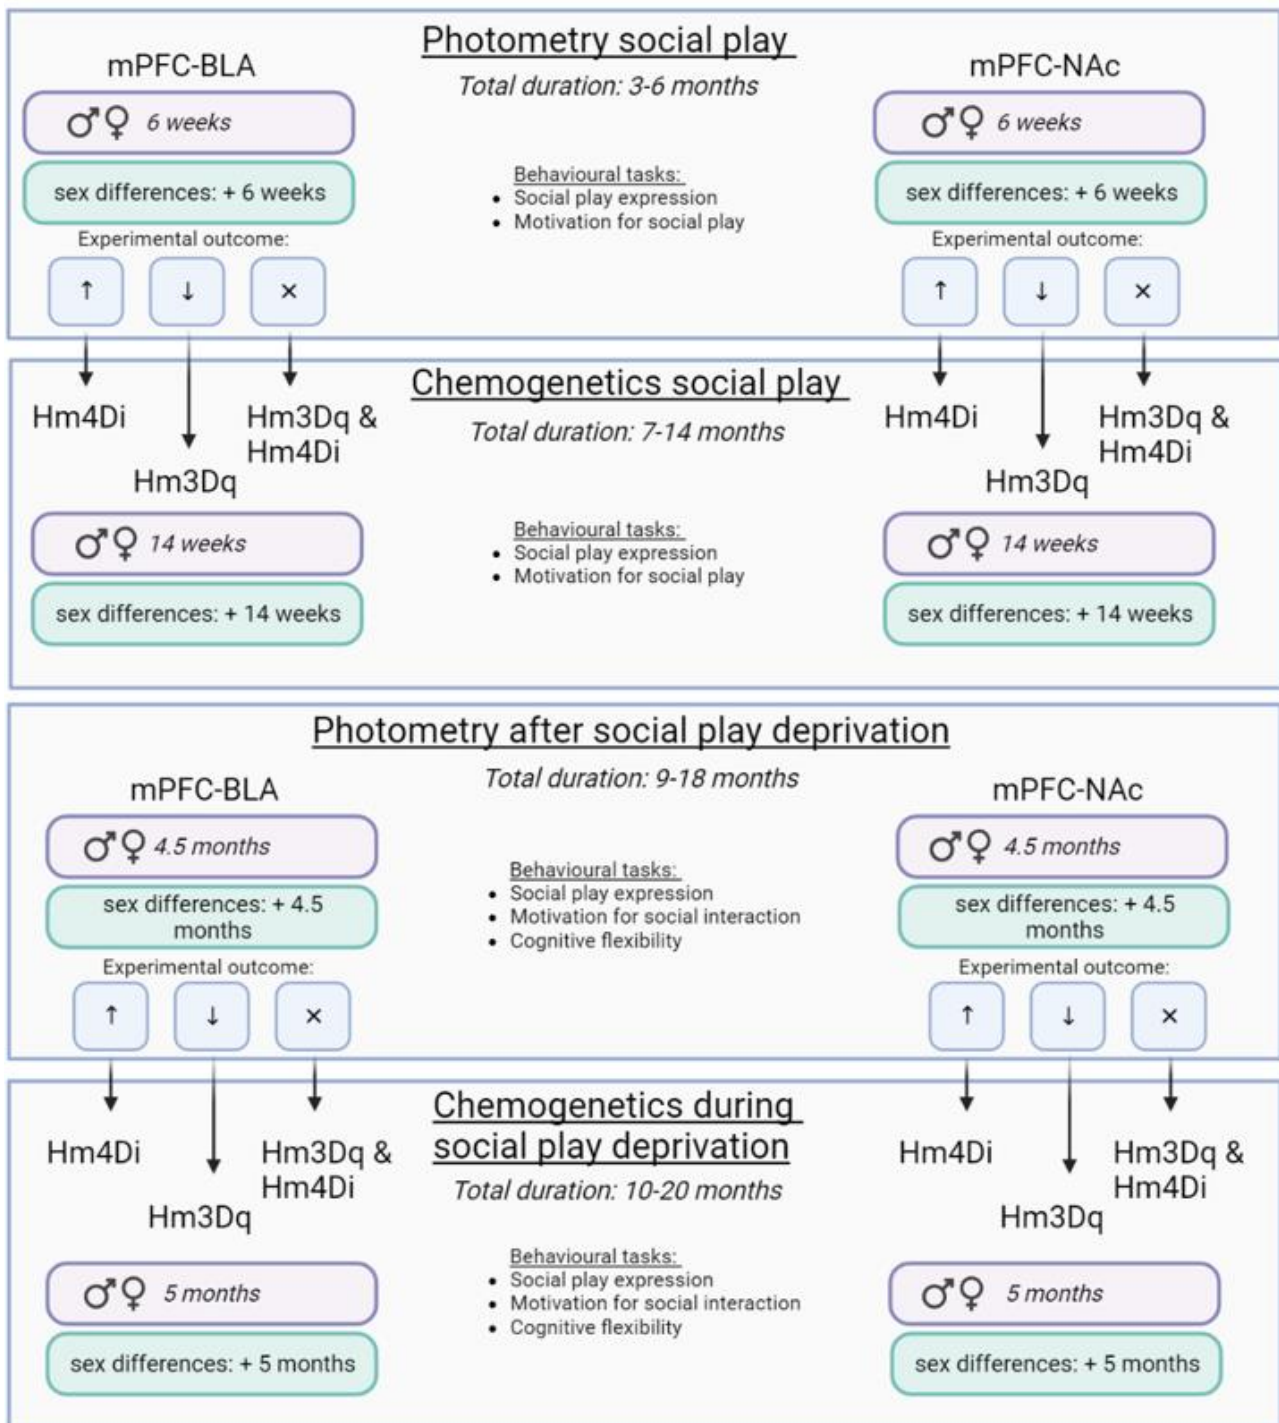 Photometry social play
Total duration: 3-6 months
mPFC-BLA
♂♀ 6 weeks
sex differences: + 6 weeks
Experimental outcome:
↑ ↓ ×
Behavioural tasks:
• Social play expression
• Motivation for social play
mPFC-NAc
♂♀ 6 weeks
sex differences: + 6 weeks
Experimental outcome:
↑ ↓ ×
Chemogenetics social play
Total duration: 7-14 months
Hm4Di
Hm3Dq &
Hm4Di
Hm3Dq
♂♀ 14 weeks
sex differences: + 14 weeks
Behavioural tasks:
• Social play expression
• Motivation for social play
Hm4Di
Hm3Dq &
Hm4Di
Hm3Dq
♂♀ 14 weeks
sex differences: + 14 weeks
Photometry after social play deprivation
Total duration: 9-18 months
mPFC-BLA
♂♀ 4.5 months
sex differences: + 4.5
months
Experimental outcome:
↑ ↓ ×
Behavioural tasks:
• Social play expression
• Motivation for social interaction
• Cognitive flexibility
mPFC-NAc
♂♀ 4.5 months
sex differences: + 4.5
months
Experimental outcome:
↑ ↓ ×
Chemogenetics during
social play deprivation
Total duration: 10-20 months
Hm4Di
Hm3Dq &
Hm4Di
Hm3Dq
♂♀ 5 months
sex differences: + 5 months
Behavioural tasks:
• Social play expression
• Motivation for social interaction
• Cognitive flexibility
Hm4Di
Hm3Dq &
Hm4Di
Hm3Dq
♂♀ 5 months
sex differences: + 5 months